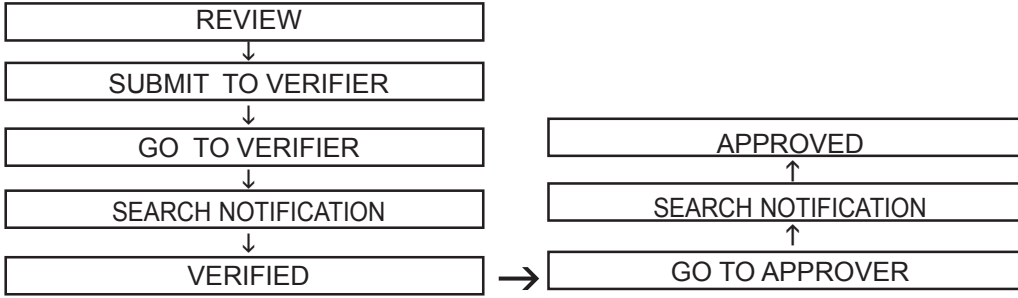 REVIEW
SUBMIT TO VERIFIER
GO TO VERIFIER
SEARCH NOTIFICATION
VERIFIED
GO TO APPROVER
SEARCH NOTIFICATION
APPROVED